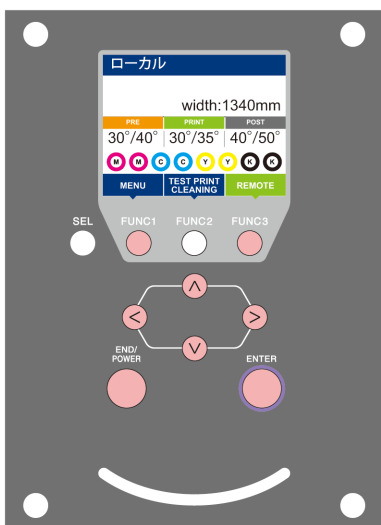 ローカル
width:1340mm
PRE PRINT POST
30°/40° 30°/35° 40°/50°
M M C C Y Y K K
MENU TEST PRINT CLEANING REMOTE
SEL FUNC1 FUNC2 FUNC3
END/
POWER
ENTER